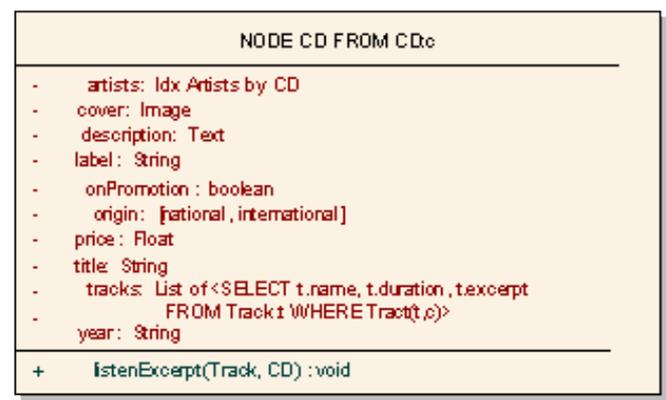 NODE CD FROM CD:c
- artists: Idx Artists by CD
- cover: Image
- description: Text
- label: String
- onPromotion : boolean
- origin: [national, international]
- price: Float
- title: String
- tracks: List of <SELECT t.name, t.duration, t.excerpt
FROM Track t WHERE Tract(t,c)>
- year: String
+ listenExcerpt(Track, CD) : void